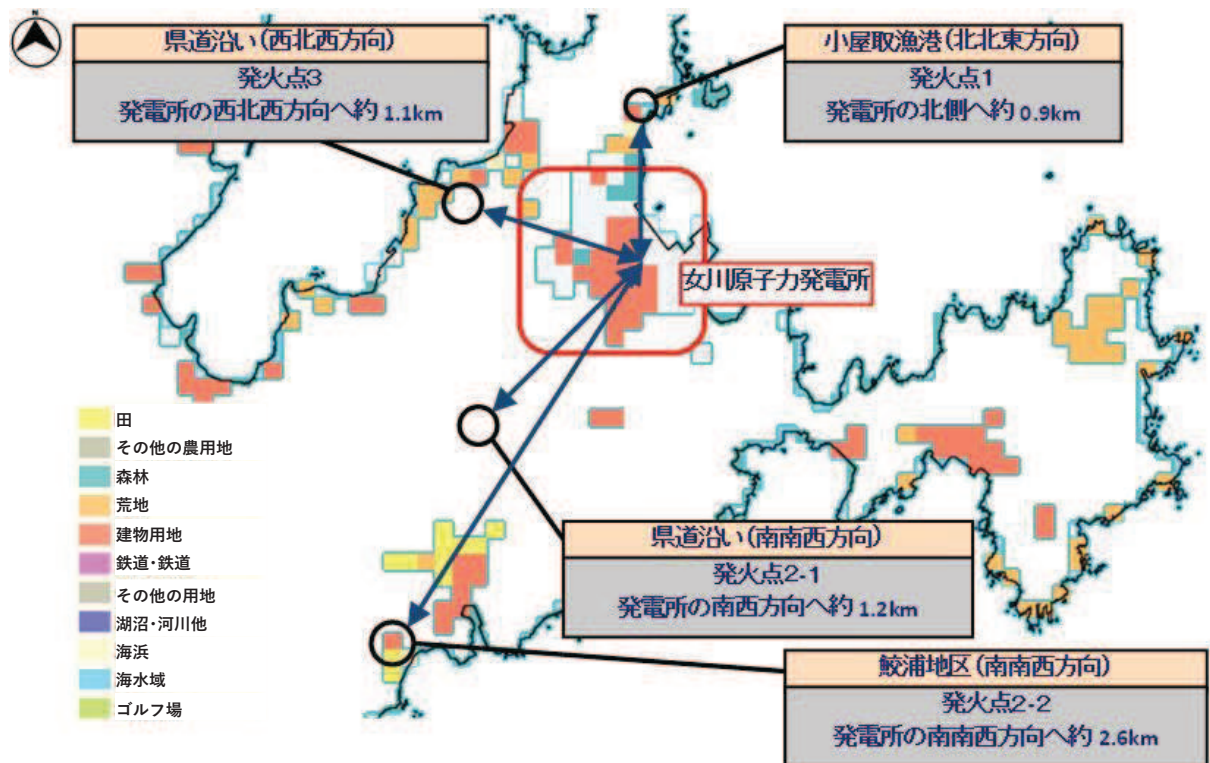 N
県道沿い(西北西方向)
発火点3
発電所の西北西方向へ約 1.1km
小屋取漁港(北北東方向)
発火点1
発電所の北側へ約 0.9km
女川原子力発電所
田
その他の農用地
森林
荒地
建物用地
鉄道・鉄道
その他の用地
湖沼・河川他
海浜
海水域
ゴルフ場
県道沿い(南南西方向)
発火点2-1
発電所の南西方向へ約 1.2km
鮫浦地区(南南西方向)
発火点2-2
発電所の南南西方向へ約 2.6km